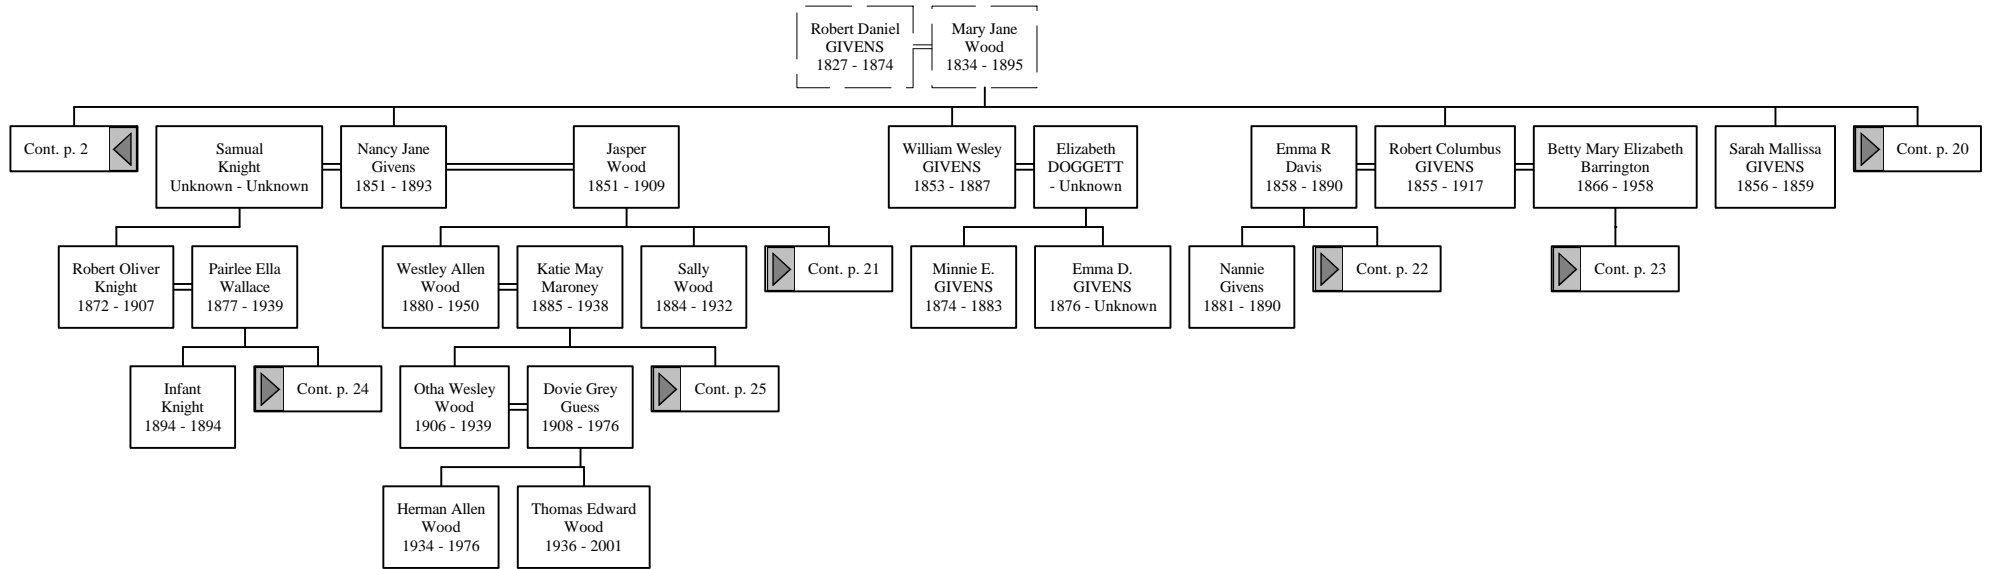 Robert Daniel
GIVENS
1827 - 1874
Mary Jane
Wood
1834 - 1895
Cont. p. 2
Samual
Knight
Unknown - Unknown
Nancy Jane
Givens
1851 - 1893
Jasper
Wood
1851 - 1909
William Wesley
GIVENS
1853 - 1887
Elizabeth
DOGGETT
- Unknown
Emma R
Davis
1858 - 1890
Robert Columbus
GIVENS
1855 - 1917
Betty Mary Elizabeth
Barrington
1866 - 1958
Sarah Mallissa
GIVENS
1856 - 1859
Cont. p. 20
Robert Oliver
Knight
1872 - 1907
Pairlee Ella
Wallace
1877 - 1939
Westley Allen
Wood
1880 - 1950
Katie May
Maroney
1885 - 1938
Sally
Wood
1884 - 1932
Cont. p. 21
Minnie E.
GIVENS
1874 - 1883
Emma D.
GIVENS
1876 - Unknown
Nannie
Givens
1881 - 1890
Cont. p. 22
Cont. p. 23
Infant
Knight
1894 - 1894
Cont. p. 24
Otha Wesley
Wood
1906 - 1939
Dovie Grey
Guess
1908 - 1976
Cont. p. 25
Herman Allen
Wood
1934 - 1976
Thomas Edward
Wood
1936 - 2001